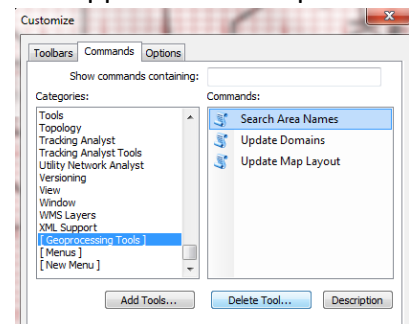 Customize
x
Toolbars Commands Options
Show commands containing:
Categories:
Commands:
Tools
Topology
Tracking Analyst
Tracking Analyst Tools
Utility Network Analyst
Versioning
View
Window
WMS Layers
XML Support
[ Geoprocessing Tools ]
[ Menus ]
[ New Menu ]
Search Area Names
Update Domains
Update Map Layout
Add Tools...
Delete Tool...
Description